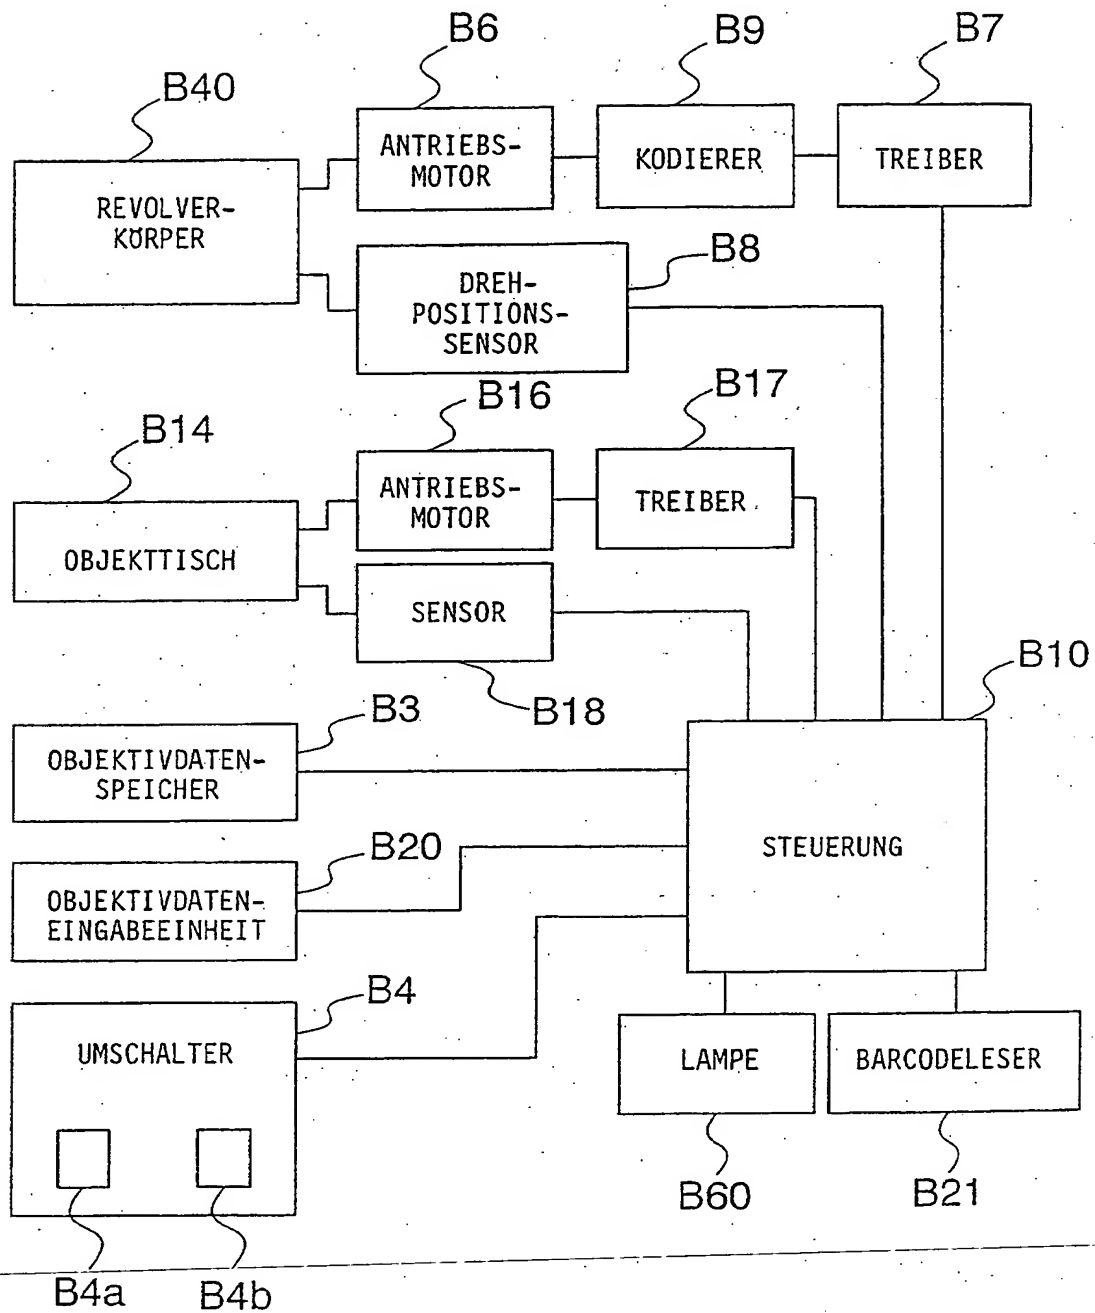 B6
B9
B7
B40
ANTRIEBS-
MOTOR
KODIERER
TREIBER
REVOLVER-
KÖRPER
B8
DREH-
POSITIONS-
SENSOR
B16
B17
B14
ANTRIEBS-
MOTOR
TREIBER
OBJEKTTISCH
SENSOR
B10
B18
B3
OBJEKTIVDATEN-
SPEICHER
STEUERUNG
B20
OBJEKTIVDATEN-
EINGABEEINHEIT
B4
UMSCHALTER
LAMPE
BARCODELESER
B60
B21
B4a
B4b